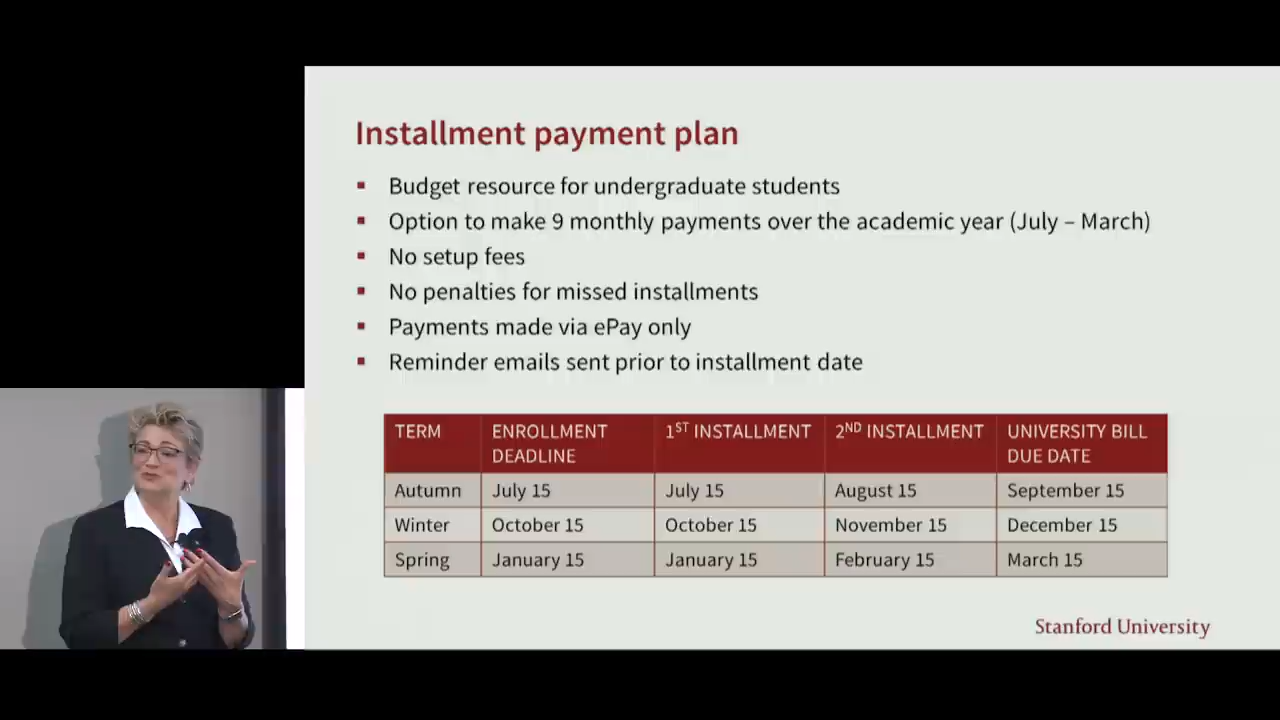 Installment payment plan
▪ Budget resource for undergraduate students
▪ Option to make 9 monthly payments over the academic year (July – March)
▪ No setup fees
▪ No penalties for missed installments
▪ Payments made via ePay only
▪ Reminder emails sent prior to installment date
TERM ENROLLMENT DEADLINE 1ST INSTALLMENT 2ND INSTALLMENT UNIVERSITY BILL DUE DATE
Autumn July 15 July 15 August 15 September 15
Winter October 15 October 15 November 15 December 15
Spring January 15 January 15 February 15 March 15
Stanford University